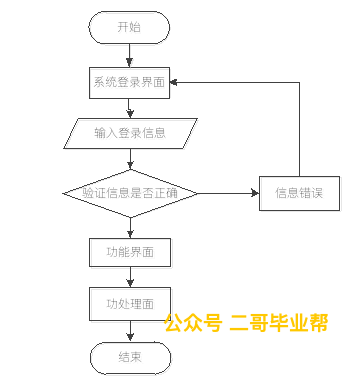 开始
系统登录界面
输入登录信息
验证信息是否正确
信息错误
功能界面
功处理面
公众号 二哥毕业帮
结束